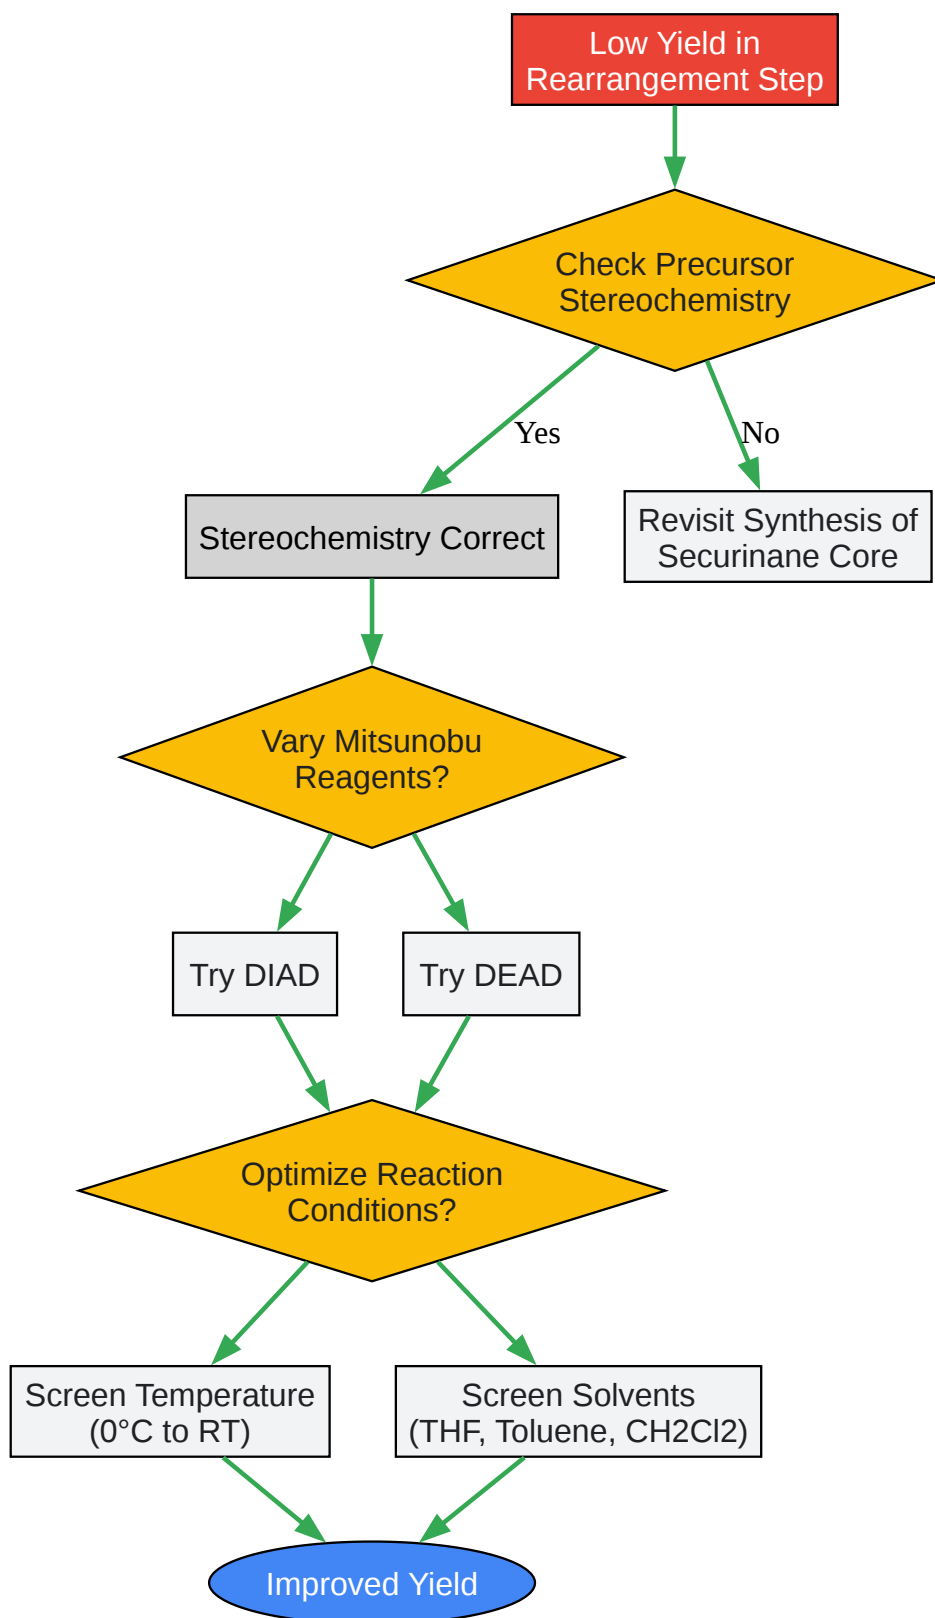 Low Yield in
Rearrangement Step
Check Precursor
Stereochemistry
Yes
No
Stereochemistry Correct
Revisit Synthesis of
Securinane Core
Vary Mitsunobu
Reagents?
Try DIAD
Try DEAD
Optimize Reaction
Conditions?
Screen Temperature
(0°C to RT)
Screen Solvents
(THF, Toluene, CH2Cl2)
Improved Yield